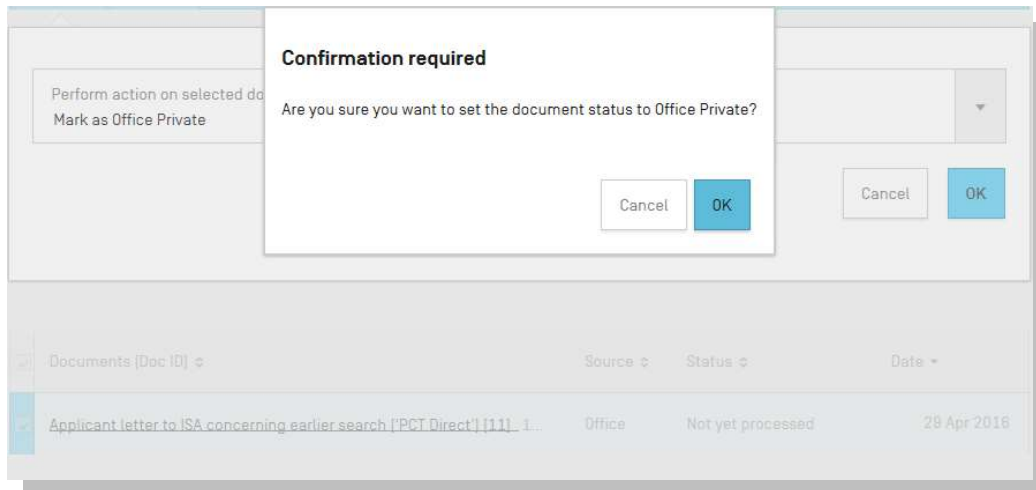 Confirmation required
Are you sure you want to set the document status to Office Private?
Cancel OK
Perform action on selected do
Mark as Office Private
Cancel OK
Documents [Doc ID] Source Status Date
Applicant letter to ISA concerning earlier search ['PCT Direct'] [11] 1... Office Not yet processed 29 Apr 2016